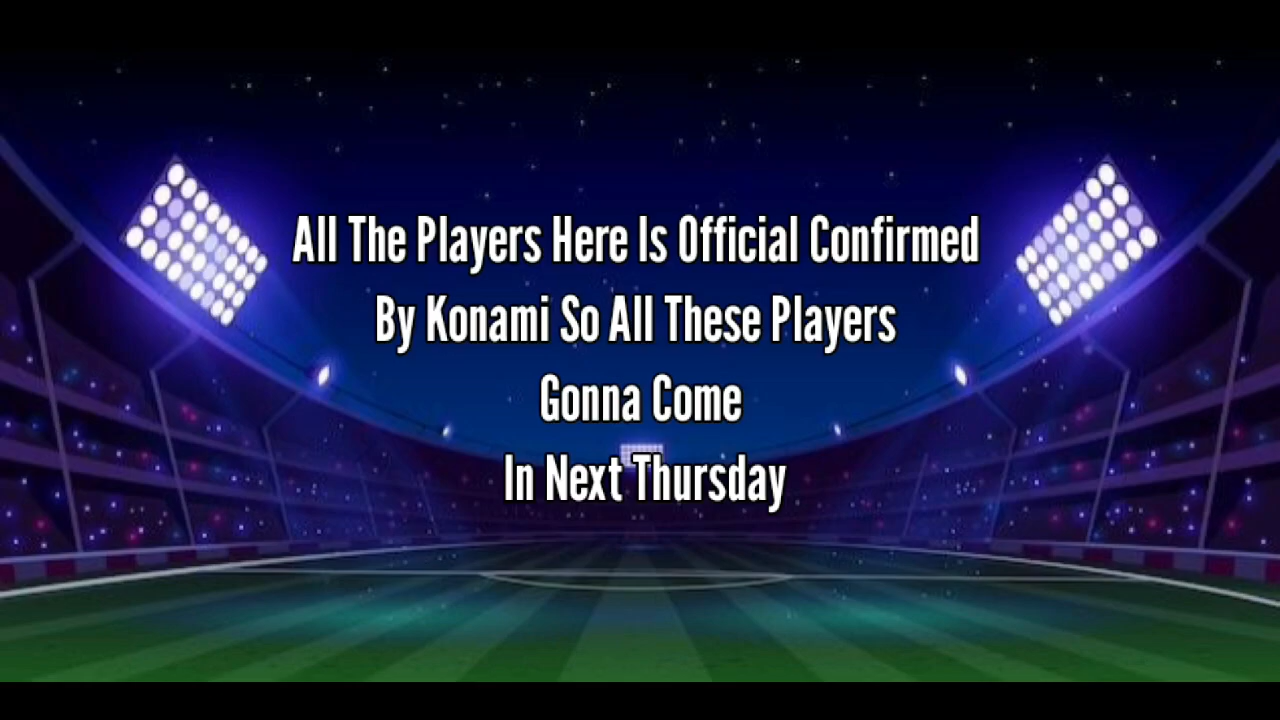 All The Players Here Is Official Confirmed
By Konami So All These Players
Gonna Come
In Next Thursday